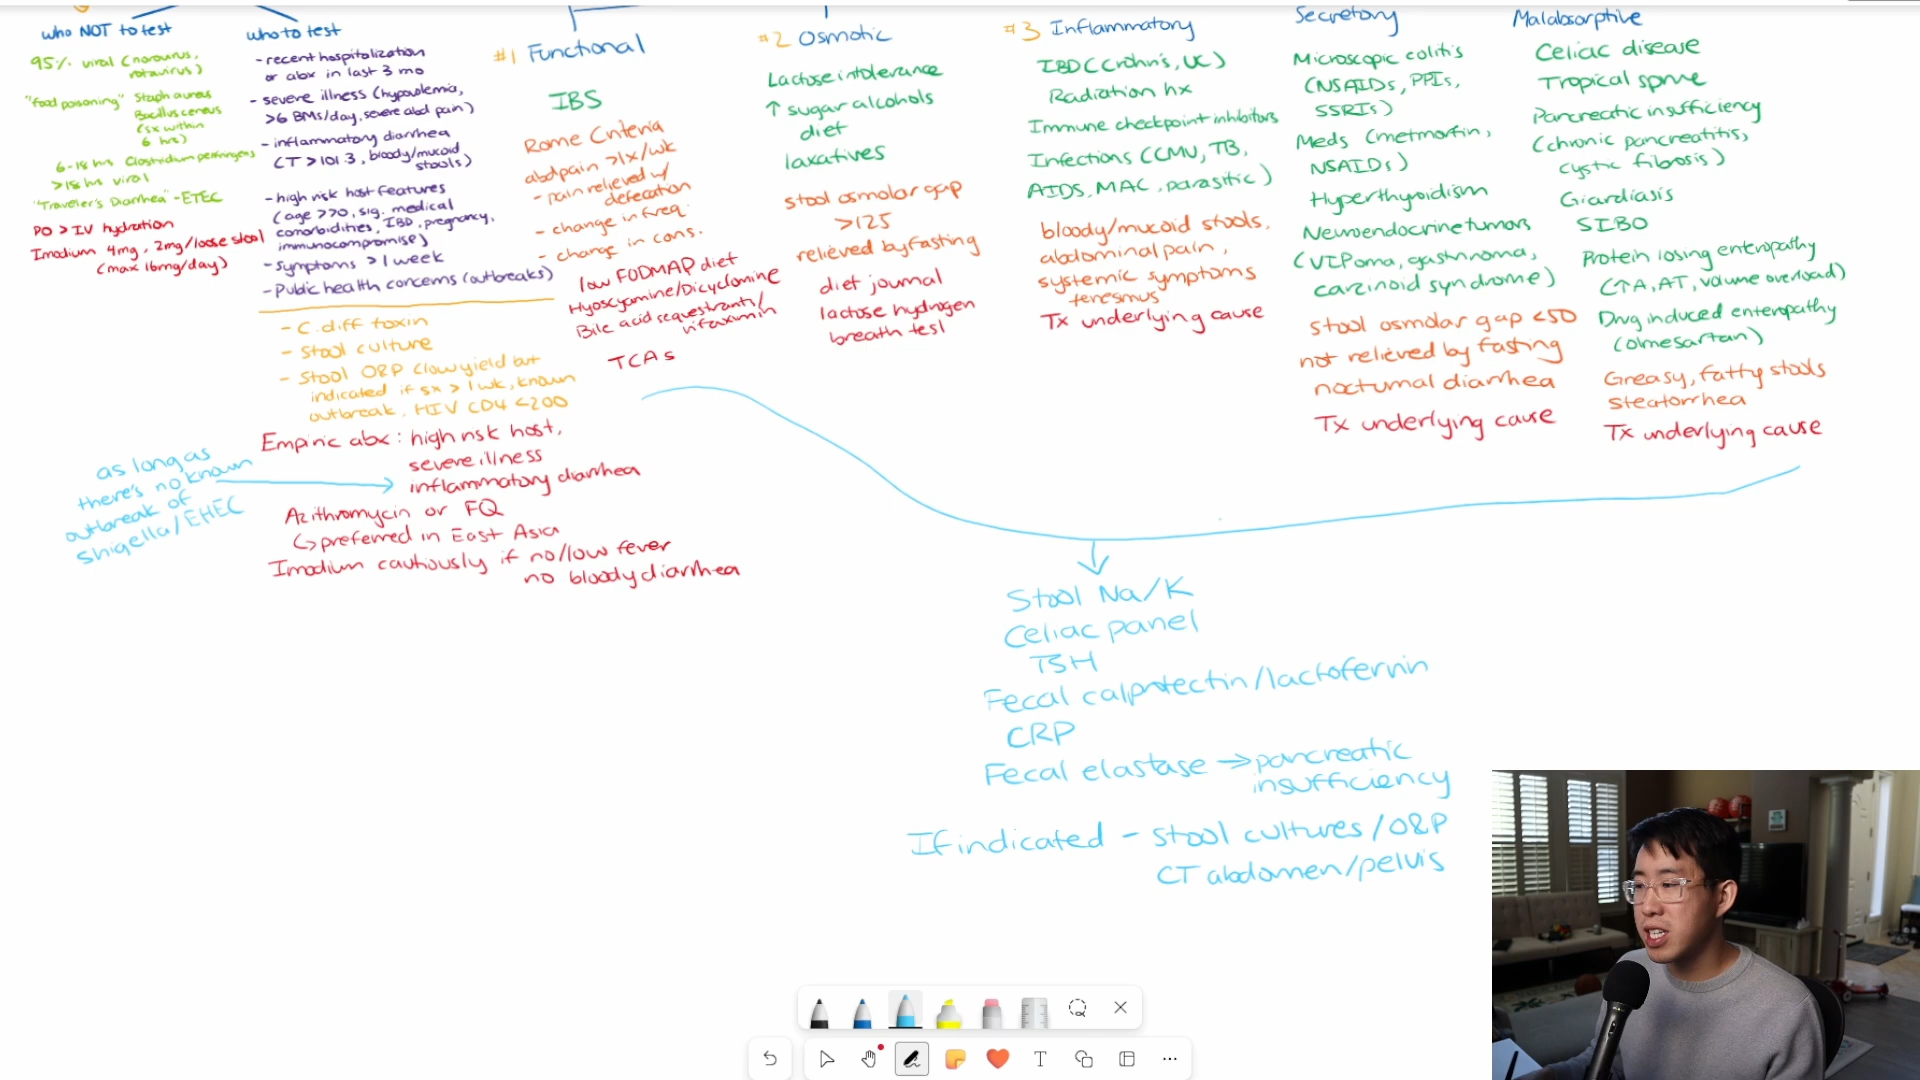 who NOT to test
95% viral (norovirus,
rotavirus)
"food poisoning" Staph aureus
Bacillus cereus
(sx within
6 hrs)
6-18 hrs Clostridium perfringens
>18 hrs viral
"Traveler's Diarrhea" - ETEC
PO > IV hydration
Imodium 4mg, 2mg/loose stool
(max 16mg/day)
who to test
- recent hospitalization
or abx in last 3 mo
- severe illness (hypovolemia,
>6 BMs/day, severe abd pain)
- inflammatory diarrhea
(T > 101.3, bloody/mucoid
stools)
- high risk host features
(age >70, sig. medical
comorbidities, IBD, pregnancy,
immunocompromise)
- Symptoms > 1 week
- Public health concerns (outbreaks)
- C. diff toxin
- Stool culture
- Stool O&P (low yield but
indicated if sx > 1 wk, known
outbreak, HIV CD4 <200
Empiric abx: high risk host,
severe illness
inflammatory diarrhea
as long as
there's no known
outbreak of
Shigella/EHEC
Azithromycin or FQ
↳ preferred in East Asia
Imodium cautiously if no/low fever
no bloody diarrhea
#1 Functional
IBS
Rome Criteria
abd pain >1x/wk
- pain relieved w/
defecation
- change in freq.
- change in cons.
low FODMAP diet
Hyoscyamine/Dicyclomine
Bile acid sequestrants/
rifaximin
TCAs
#2 Osmotic
Lactose intolerance
↑ sugar alcohols
diet
laxatives
stool osmolar gap
>125
relieved by fasting
diet journal
lactose hydrogen
breath test
#3 Inflammatory
IBD (Crohn's, UC)
Radiation hx
Immune checkpoint inhibitors
Infections (CMV, TB,
AIDS, MAC, parasitic)
bloody/mucoid stools,
abdominal pain,
systemic symptoms
tenesmus
Tx underlying cause
Secretory
Microscopic colitis
(NSAIDs, PPIs,
SSRIs)
Meds (metmorfin,
NSAIDs)
Hyperthyroidism
Neuroendocrine tumors
(VIPoma, gastrinoma,
carzinoid syndrome)
Stool osmolar gap <50
not relieved by fasting
nocturnal diarrhea
Tx underlying cause
Malabsorptive
Celiac disease
Tropical sprue
Pancreatic insufficiency
(chronic pancreatitis,
cystic fibrosis)
Giardiasis
SIBO
Protein losing enteropathy
(↑A1AT, volume overload)
Drug induced enteropathy
(olmesartan)
Greasy, fatty stools
steatorrhea
Tx underlying cause
Stool Na/K
Celiac panel
TSH
Fecal calprotectin/lactoferrin
CRP
Fecal elastase → pancreatic
insufficiency
If indicated - stool cultures/O&P
CT abdomen/pelvis
T